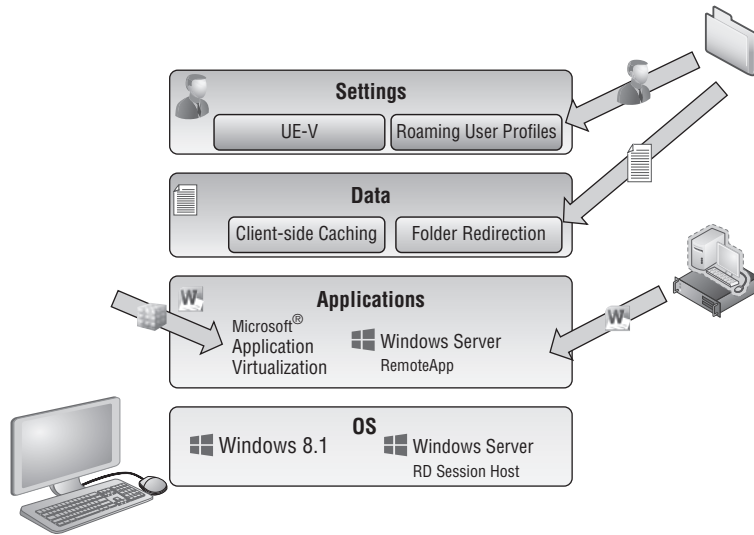 Settings
UE-V
Roaming User Profiles
Data
Client-side Caching
Folder Redirection
W
Applications
Microsoft®
Application
Virtualization
Windows Server
RemoteApp
W
OS
Windows 8.1
Windows Server
RD Session Host